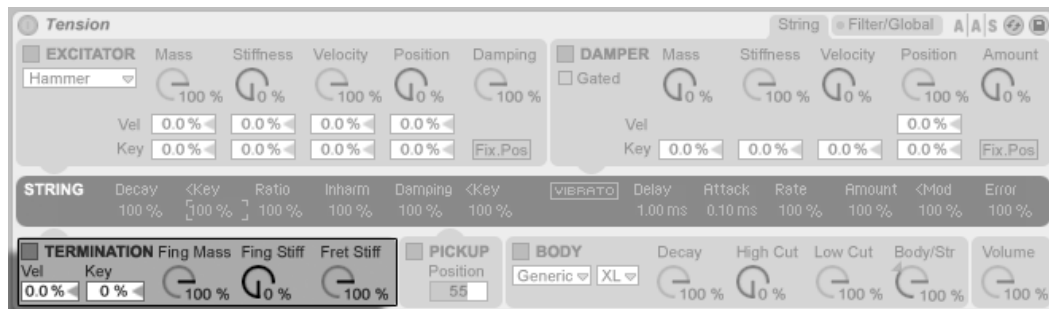 Tension String Filter/Global A A S
EXCITATOR Mass Stiffness Velocity Position Damping
Hammer
100 % 0 % 100 % 0 % 100 %
Vel 0.0 % 0.0 % 0.0 % 0.0 %
Key 0.0 % 0.0 % 0.0 % 0.0 % Fix.Pos
DAMPER Mass Stiffness Velocity Position Amount
Gated
0 % 100 % 0 % 100 % 0 %
Vel 0.0 %
Key 0.0 % 0.0 % 0.0 % 0.0 % Fix.Pos
STRING Decay <Key Ratio Inharm Damping <Key VIBRATO Delay Attack Rate Amount <Mod Error
100 % 100 % 100 % 100 % 100 % 100 % 1.00 ms 0.10 ms 100 % 100 % 100 % 100 %
TERMINATION Fing Mass Fing Stiff Fret Stiff
Vel Key
0.0 % 0 % 100 % 0 % 100 %
PICKUP
Position
55
BODY Decay High Cut Low Cut Body/Str
Generic XL
100 % 0 % 100 % 100 %
Volume
100 %